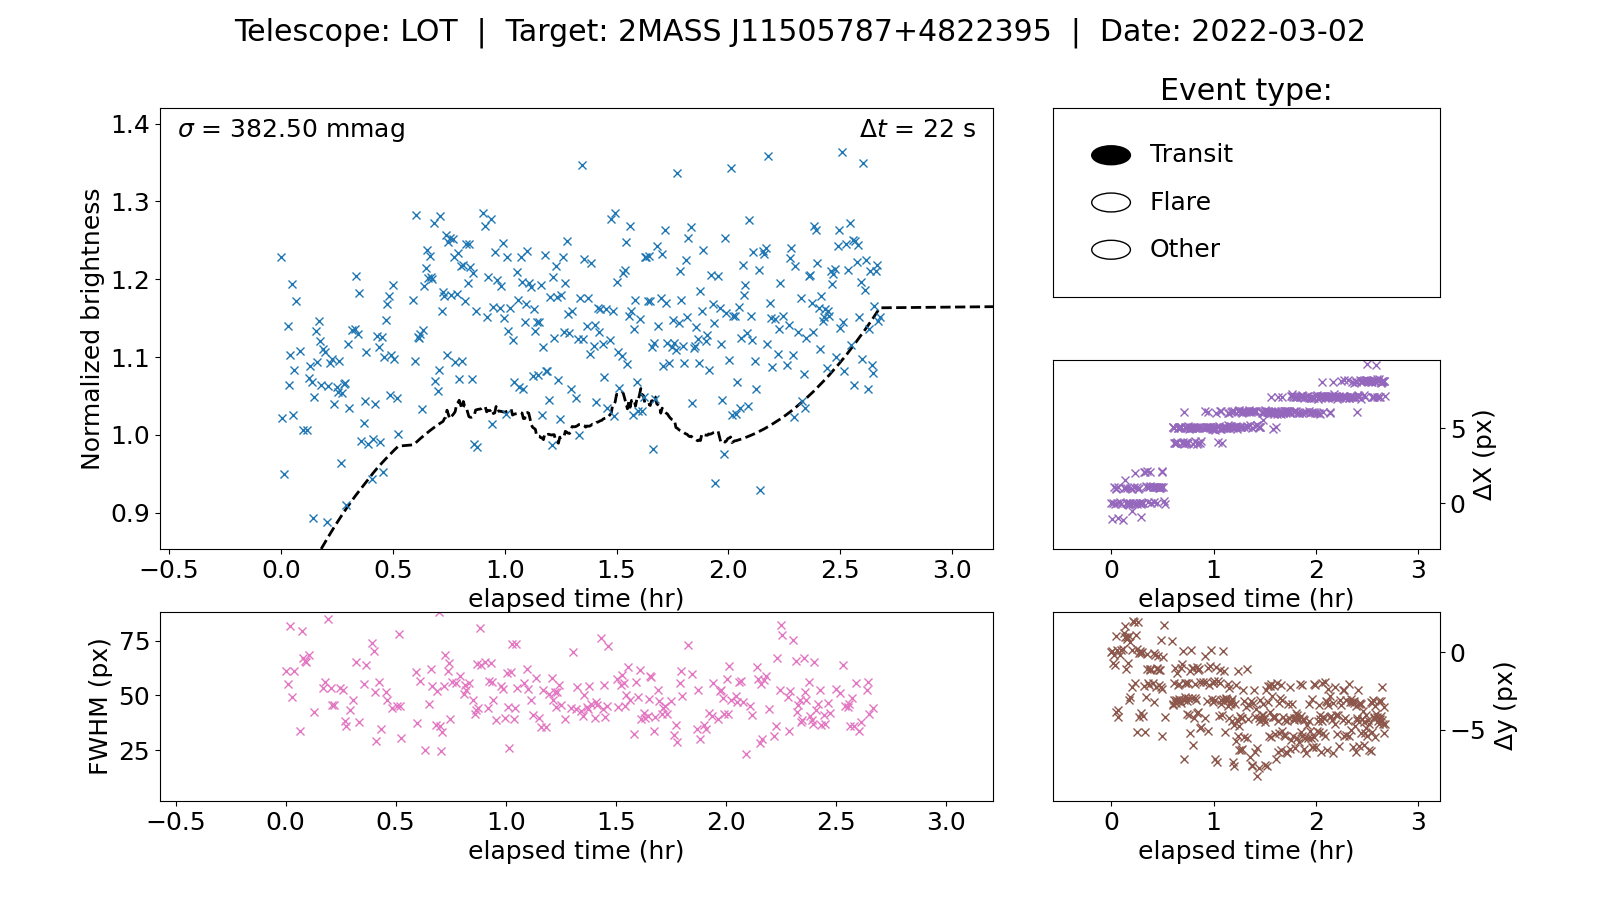 Telescope: LOT | Target: 2MASS J11505787+4822395 | Date: 2022-03-02
Event type:
σ = 382.50 mmag
Δt = 22 s
Transit
Flare
Other
Normalized brightness
1.4
1.3
1.2
1.1
1.0
0.9
−0.5 0.0 0.5 1.0 1.5 2.0 2.5 3.0
elapsed time (hr)
5
0
ΔX (px)
0 1 2 3
elapsed time (hr)
FWHM (px)
75
50
25
−0.5 0.0 0.5 1.0 1.5 2.0 2.5 3.0
elapsed time (hr)
0
−5
Δy (px)
0 1 2 3
elapsed time (hr)